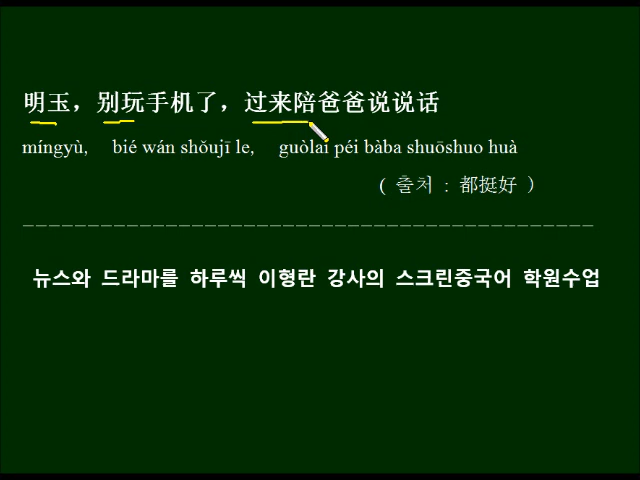 明玉，别玩手机了，过来陪爸爸说说话
míngyù, bié wán shǒujī le, guòlai péi bàba shuōshuo huà
( 출처 : 都挺好 )
뉴스와 드라마를 하루씩 이형란 강사의 스크린중국어 학원수업